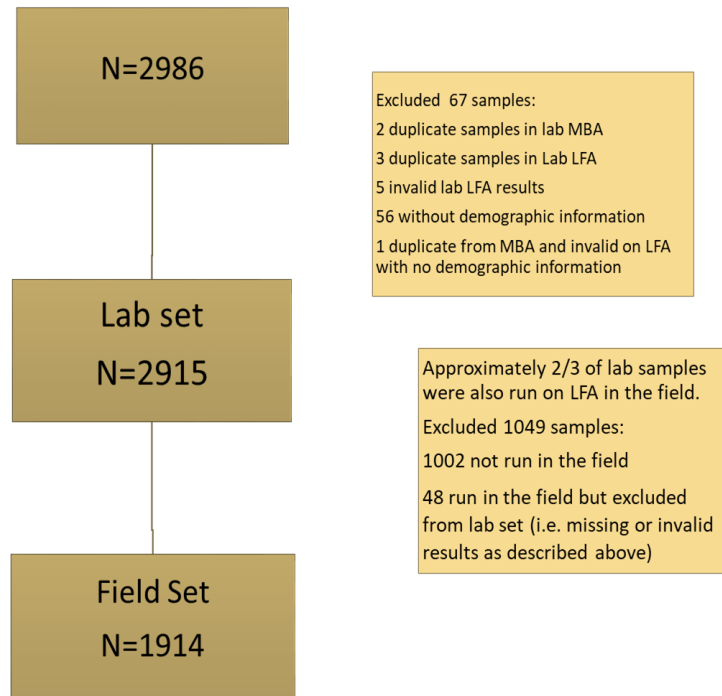 N=2986
Excluded 67 samples:
2 duplicate samples in lab MBA
3 duplicate samples in Lab LFA
5 invalid lab LFA results
56 without demographic information
1 duplicate from MBA and invalid on LFA
with no demographic information
Lab set
N=2915
Approximately 2/3 of lab samples
were also run on LFA in the field.
Excluded 1049 samples:
1002 not run in the field
48 run in the field but excluded
from lab set (i.e. missing or invalid
results as described above)
Field Set
N=1914